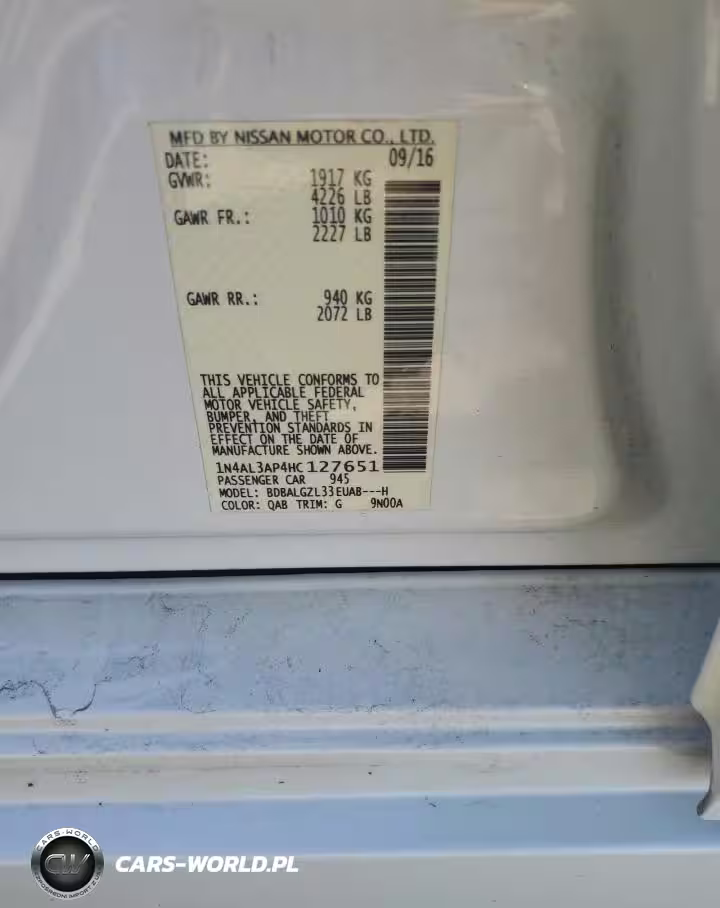 MFD BY NISSAN MOTOR CO., LTD.
DATE: 09/16
GVWR: 1917 KG
4226 LB
GAWR FR.: 1010 KG
2227 LB
GAWR RR.: 940 KG
2072 LB
THIS VEHICLE CONFORMS TO
ALL APPLICABLE FEDERAL
MOTOR VEHICLE SAFETY,
BUMPER, AND THEFT
PREVENTION STANDARDS IN
EFFECT ON THE DATE OF
MANUFACTURE SHOWN ABOVE.
1N4AL3AP4HC127651
PASSENGER CAR 945
MODEL: BDBALGZL33EUAB---H
COLOR: QAB TRIM: G 9N00A
CARS-WORLD
CW
CARS-WORLD.PL